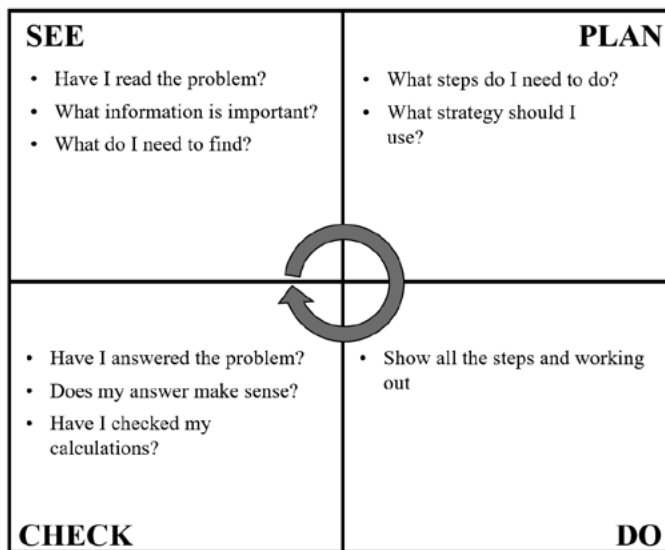 SEE
• Have I read the problem?
• What information is important?
• What do I need to find?
PLAN
• What steps do I need to do?
• What strategy should I
use?
• Have I answered the problem?
• Does my answer make sense?
• Have I checked my
calculations?
CHECK
• Show all the steps and working
out
DO